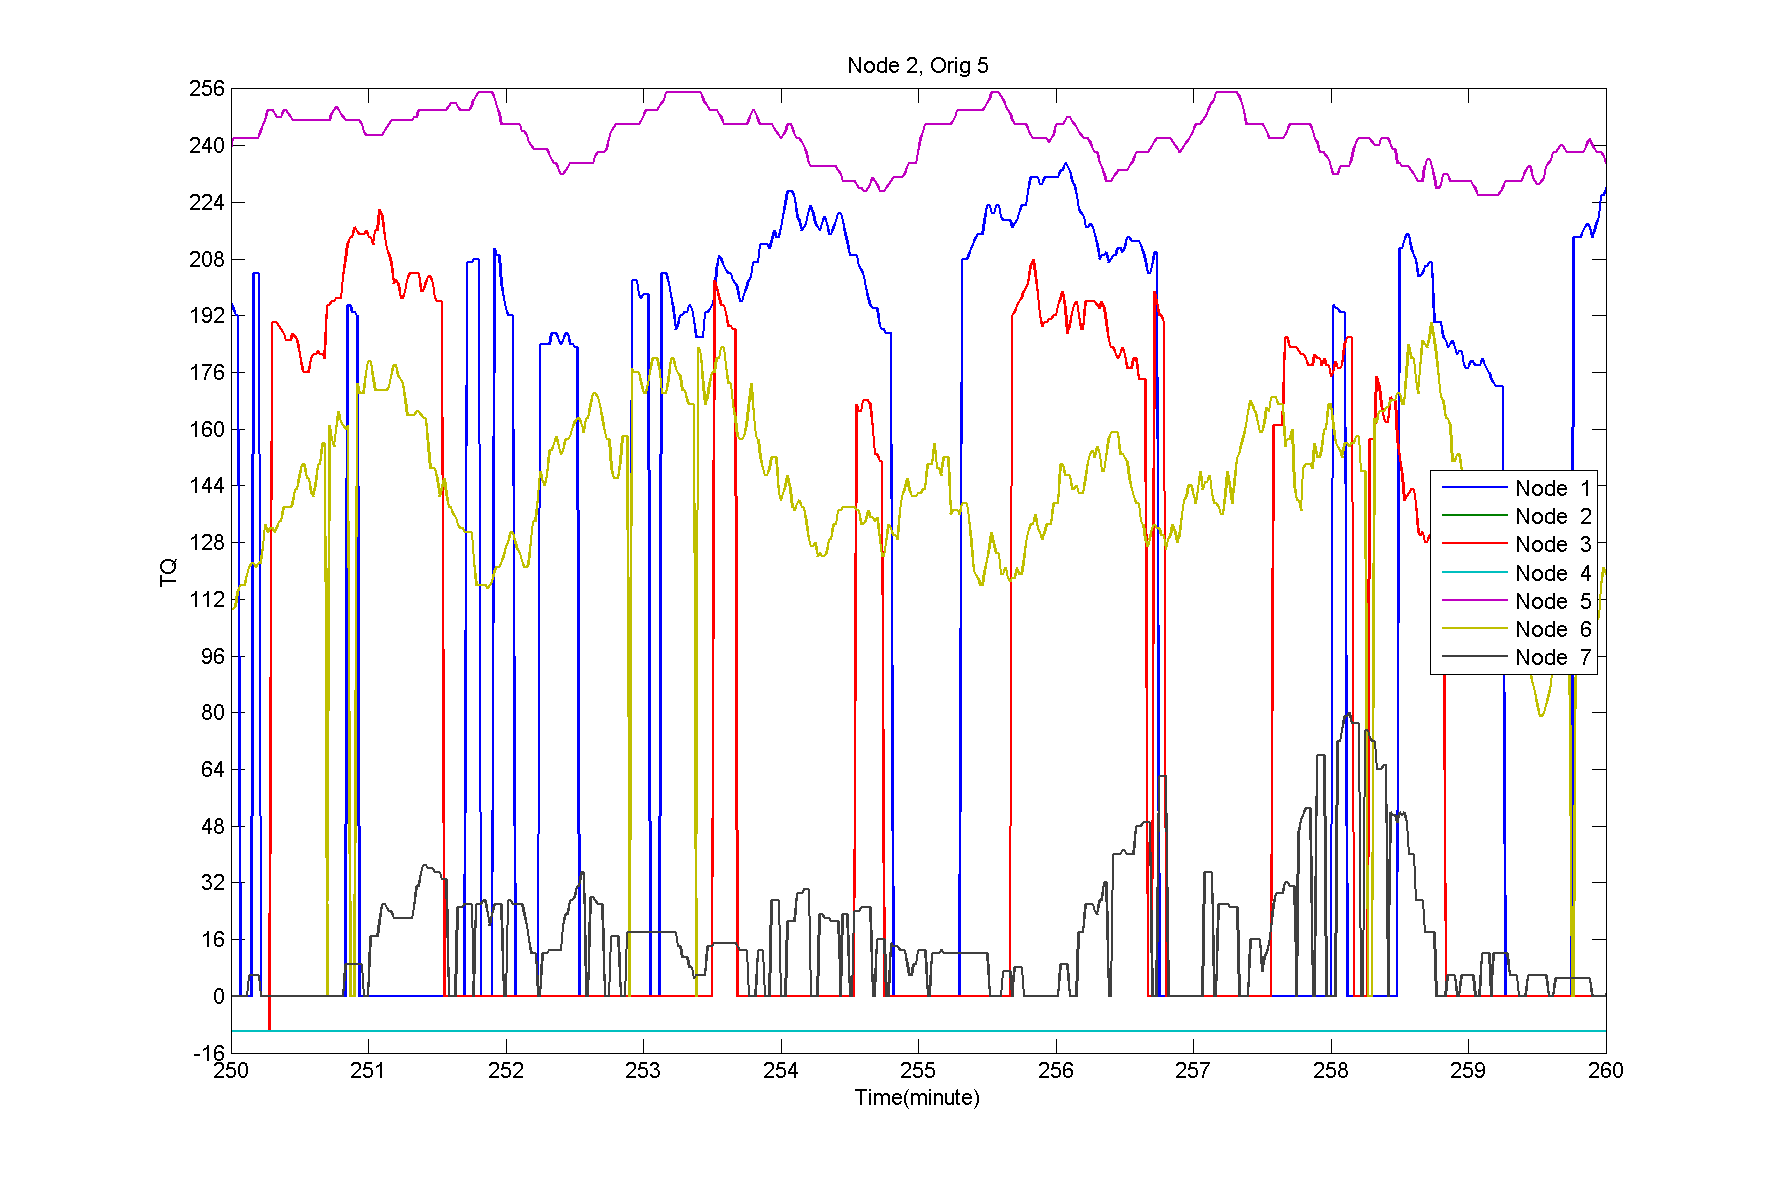 Node 2, Orig 5
256
240
224
208
192
176
160
144
128
112
96
80
64
48
32
16
0
-16
TQ
Node 1
Node 2
Node 3
Node 4
Node 5
Node 6
Node 7
250 251 252 253 254 255 256 257 258 259 260
Time(minute)